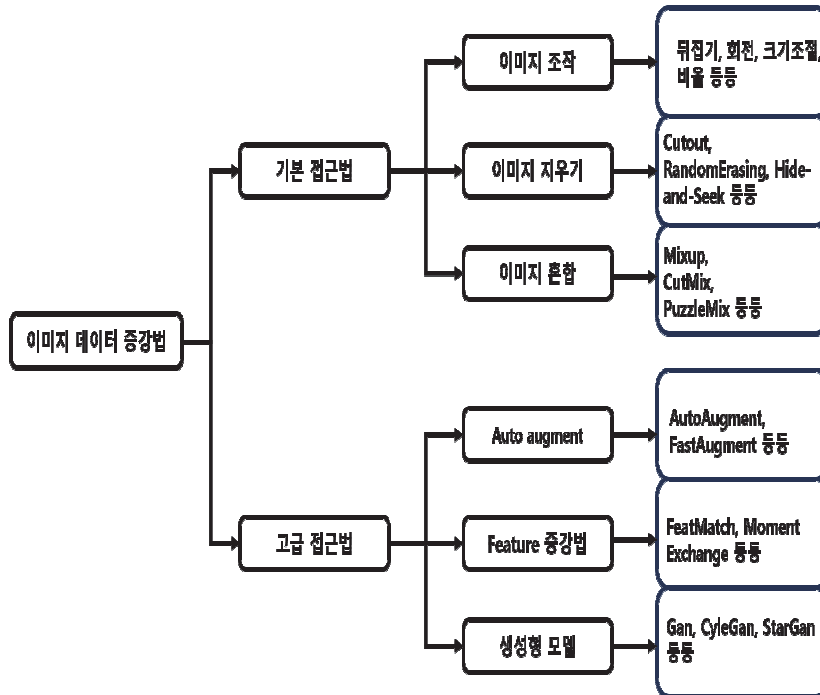 이미지 데이터 증강법
기본 접근법
이미지 조작
뒤집기, 회전, 크기조절,
비율 등등
이미지 지우기
Cutout,
RandomErasing, Hide-
and-Seek 등등
이미지 혼합
Mixup,
CutMix,
PuzzleMix 등등
고급 접근법
Auto augment
AutoAugment,
FastAugment 등등
Feature 증강법
FeatMatch, Moment
Exchange 등등
생성형 모델
Gan, CyleGan, StarGan
등등